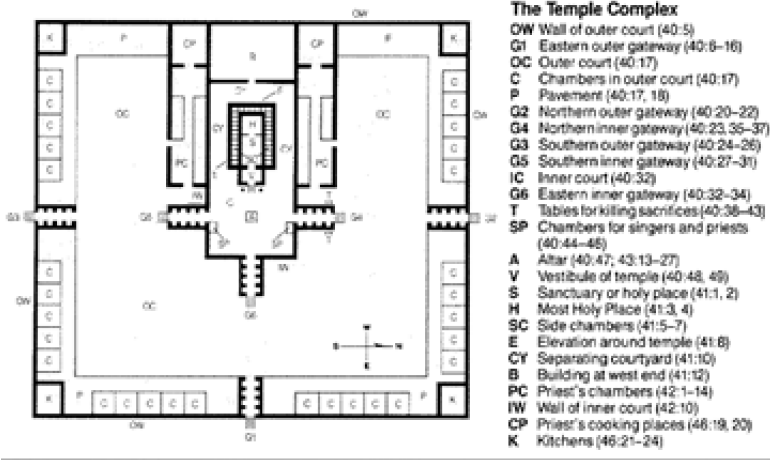 The Temple Complex
OW Wall of outer court (40:5)
G1 Eastern outer gateway (40:6–16)
OC Outer court (40:17)
C Chambers in outer court (40:17)
P Pavement (40:17, 18)
G2 Northern outer gateway (40:20–22)
G4 Northern inner gateway (40:23, 35–37)
G3 Southern outer gateway (40:24–26)
G5 Southern inner gateway (40:27–31)
IC Inner court (40:32)
G6 Eastern inner gateway (40:32–34)
T Tables for killing sacrifices (40:38–43)
SP Chambers for singers and priests
(40:44–46)
A Altar (40:47; 43:13–27)
V Vestibule of temple (40:48, 49)
S Sanctuary or holy place (41:1, 2)
H Most Holy Place (41:3, 4)
SC Side chambers (41:5–7)
E Elevation around temple (41:8)
CY Separating courtyard (41:10)
B Building at west end (41:12)
PC Priest's chambers (42:1–14)
IW Wall of inner court (42:10)
CP Priest's cooking places (46:19, 20)
K Kitchens (46:21–24)
OW
K P CP B CP K
C C
C OC CY H CY OC C OW
C S C
C PC V PC C
C C
G3 G5 A G4 G2
SP SP
IW
C G6 C
OW C C
C OC W C
C S N C
C E C
K P C C C C C C C C C C P K
OW G1